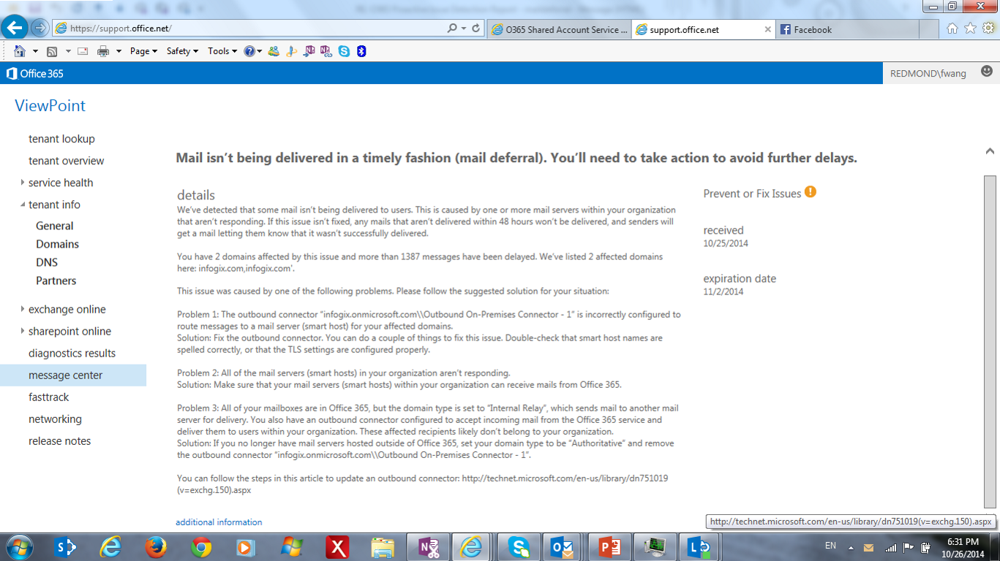 https://support.office.net/
O365 Shared Account Service ...
support.office.net
Facebook
Page
Safety
Tools
Office 365
REDMOND\fwang
ViewPoint
tenant lookup
tenant overview
service health
tenant info
General
Domains
DNS
Partners
exchange online
sharepoint online
diagnostics results
message center
fasttrack
networking
release notes
Mail isn't being delivered in a timely fashion (mail deferral). You'll need to take action to avoid further delays.
details
We've detected that some mail isn't being delivered to users. This is caused by one or more mail servers within your organization
that aren't responding. If this issue isn't fixed, any mails that aren't delivered within 48 hours won't be delivered, and senders will
get a mail letting them know that it wasn't successfully delivered.
You have 2 domains affected by this issue and more than 1387 messages have been delayed. We've listed 2 affected domains
here: infogix.com,infogix.com'.
This issue was caused by one of the following problems. Please follow the suggested solution for your situation:
Problem 1: The outbound connector "infogix.onmicrosoft.com\\Outbound On-Premises Connector - 1" is incorrectly configured to
route messages to a mail server (smart host) for your affected domains.
Solution: Fix the outbound connector. You can do a couple of things to fix this issue. Double-check that smart host names are
spelled correctly, or that the TLS settings are configured properly.
Problem 2: All of the mail servers (smart hosts) in your organization aren't responding.
Solution: Make sure that your mail servers (smart hosts) within your organization can receive mails from Office 365.
Problem 3: All of your mailboxes are in Office 365, but the domain type is set to "Internal Relay", which sends mail to another mail
server for delivery. You also have an outbound connector configured to accept incoming mail from the Office 365 service and
deliver them to users within your organization. These affected recipients likely don't belong to your organization.
Solution: If you no longer have mail servers hosted outside of Office 365, set your domain type to be "Authoritative" and remove
the outbound connector "infogix.onmicrosoft.com\\Outbound On-Premises Connector - 1".
You can follow the steps in this article to update an outbound connector: http://technet.microsoft.com/en-us/library/dn751019
(v=exchg.150).aspx
additional information
Prevent or Fix Issues
received
10/25/2014
expiration date
11/2/2014
http://technet.microsoft.com/en-us/library/dn751019(v=exchg.150).aspx
EN
6:31 PM
10/26/2014